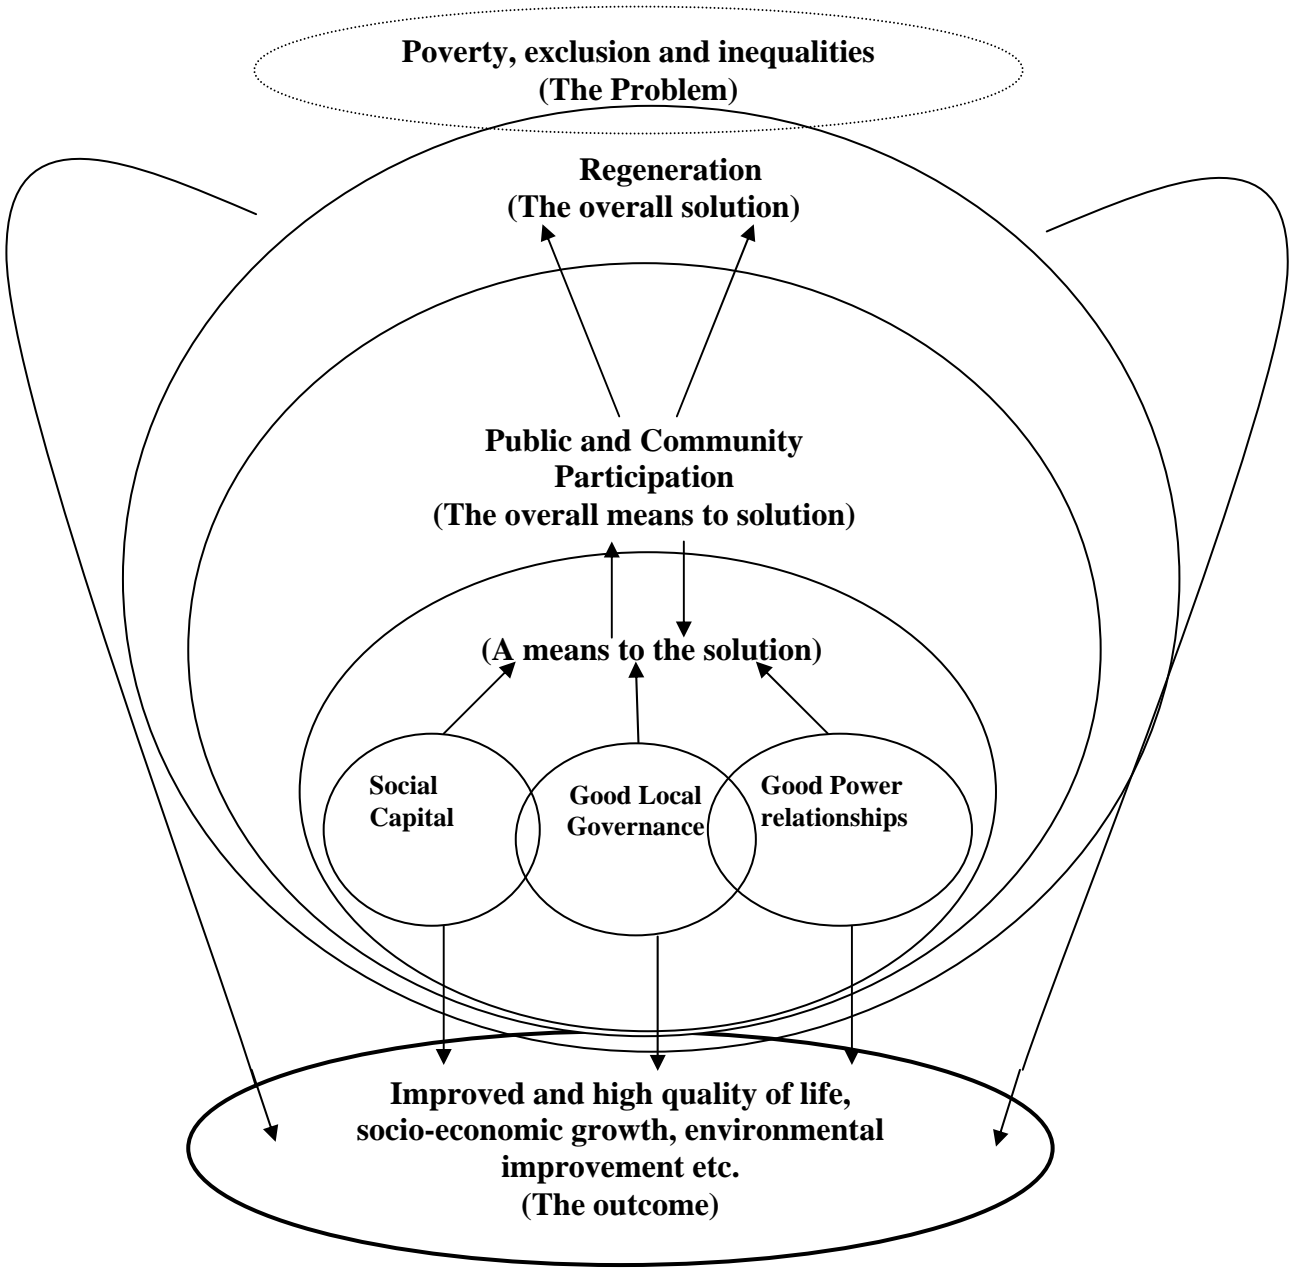 Poverty, exclusion and inequalities
(The Problem)
Regeneration
(The overall solution)
Public and Community
Participation
(The overall means to solution)
(A means to the solution)
Social
Capital
Good Local
Governance
Good Power
relationships
Improved and high quality of life,
socio-economic growth, environmental
improvement etc.
(The outcome)